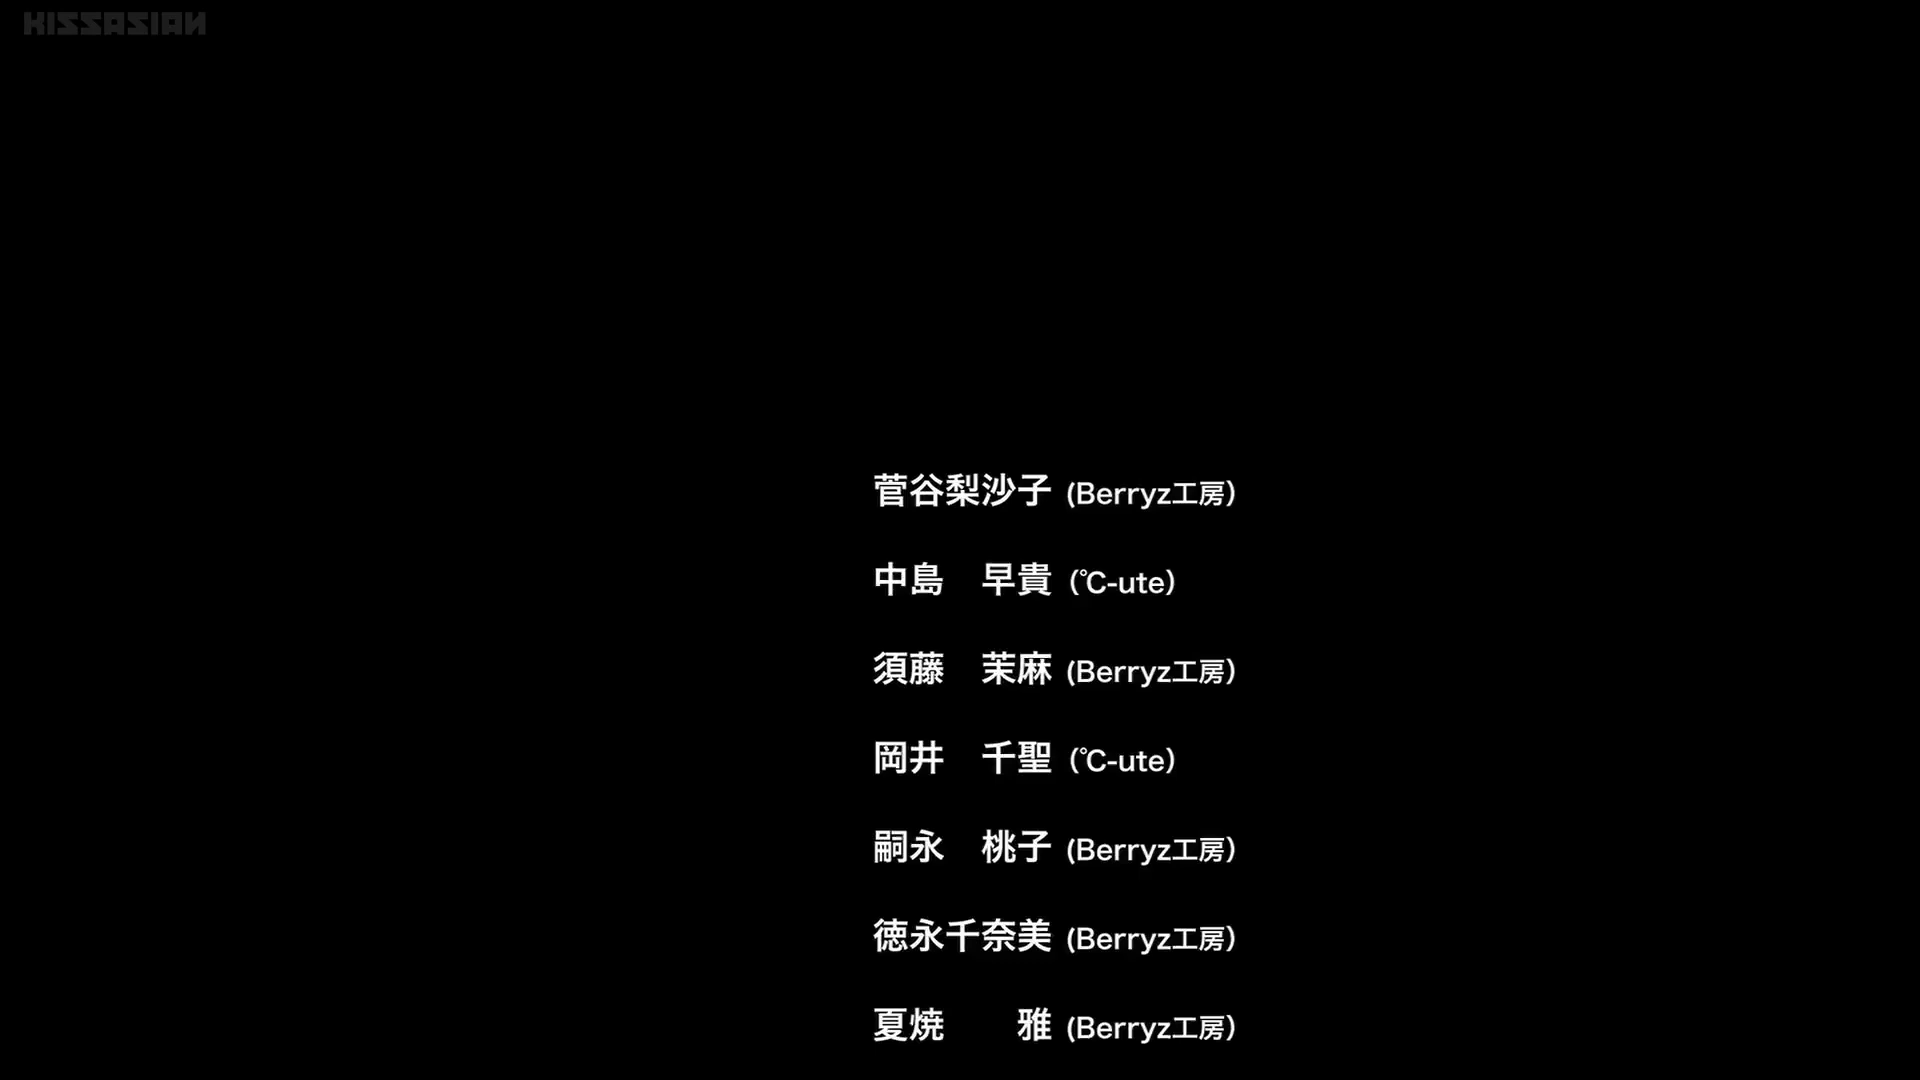 KISSASIAN
菅谷梨沙子 (Berryz工房)
中島　早貴 (℃-ute)
須藤　茉麻 (Berryz工房)
岡井　千聖 (℃-ute)
嗣永　桃子 (Berryz工房)
徳永千奈美 (Berryz工房)
夏焼　　雅 (Berryz工房)